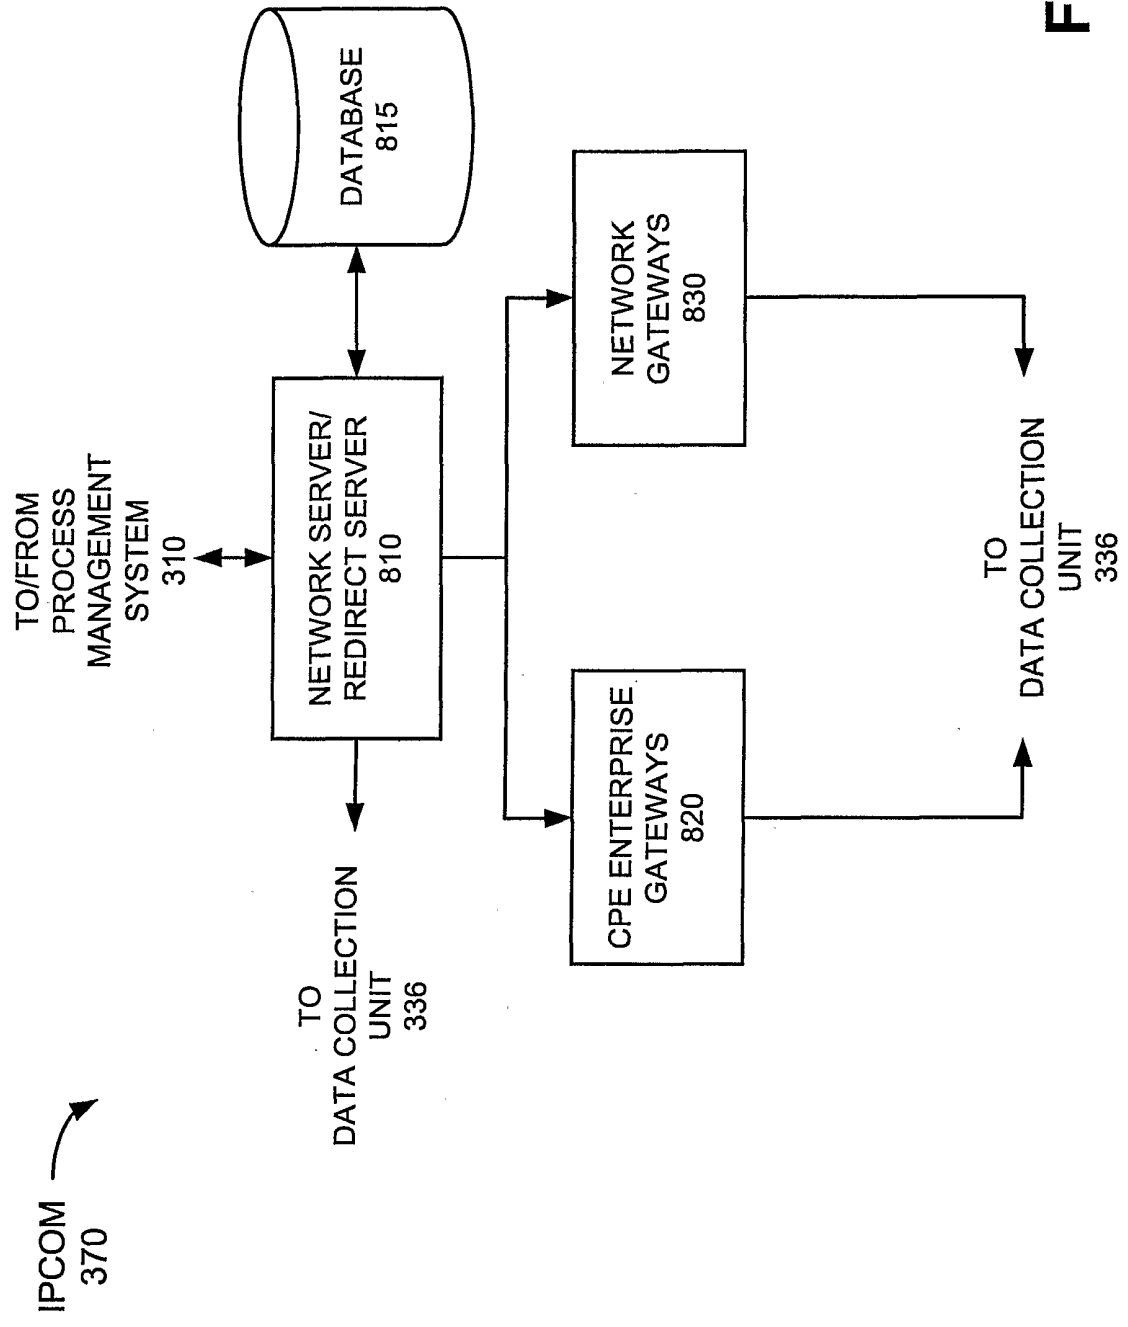 IPCOM
370
TO/FROM
PROCESS
MANAGEMENT
SYSTEM
310
TO
DATA COLLECTION
UNIT
336
NETWORK SERVER/
REDIRECT SERVER
810
DATABASE
815
CPE ENTERPRISE
GATEWAYS
820
NETWORK
GATEWAYS
830
TO
DATA COLLECTION
UNIT
336
F